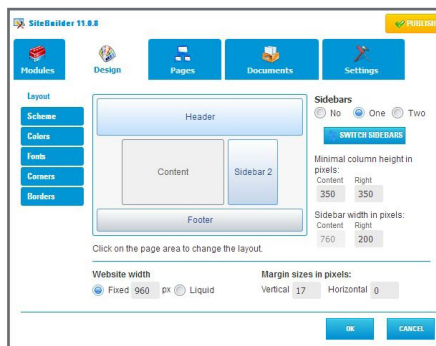 SiteBuilder 11.0.8
PUBLISH
Modules
Design
Pages
Documents
Settings
Layout
Scheme
Colors
Fonts
Corners
Borders
Header
Content
Sidebar 2
Footer
Click on the page area to change the layout.
Sidebars
No One Two
SWITCH SIDEBARS
Minimal column height in
pixels:
Content Right
350 350
Sidebar width in pixels:
Content Right
760 200
Website width
Fixed 960 px Liquid
Margin sizes in pixels:
Vertical 17 Horizontal 0
OK
CANCEL